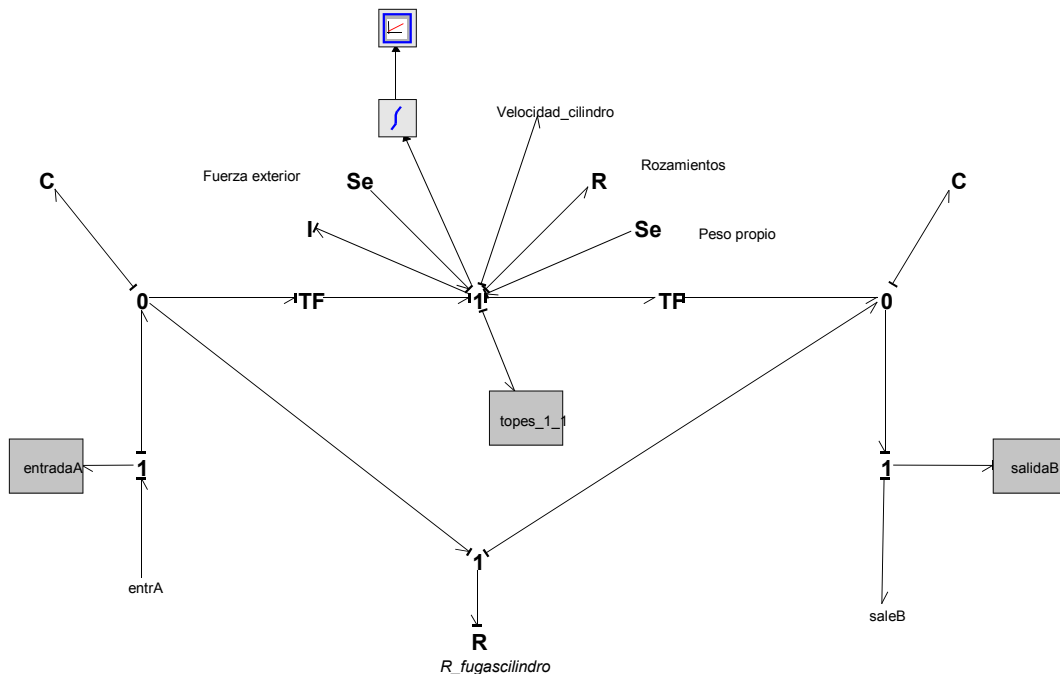 Velocidad_cilindro
C
Fuerza exterior
Se
R
Rozamientos
C
I
Se
Peso propio
0
TF
1
TF
0
topes_1_1
entradaA
1
1
salidaB
1
entrA
saleB
R
R_fugascilindro